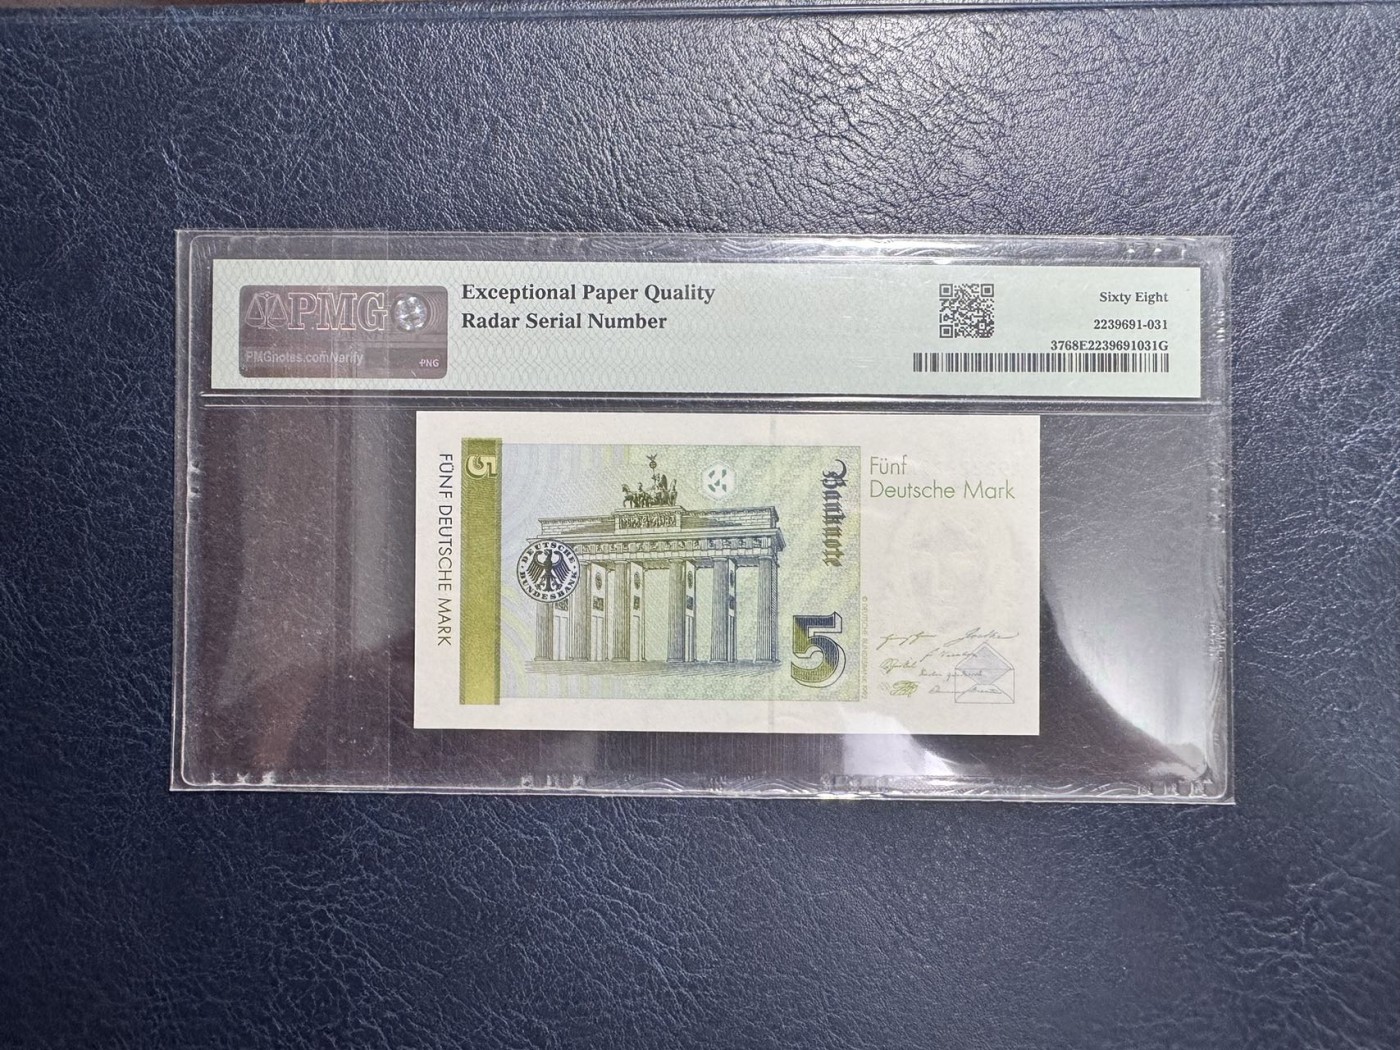 PMG
PMGnotes.com/Verify
PNG
Exceptional Paper Quality
Radar Serial Number
Sixty Eight
2239691-031
3768E2239691031G
5
FÜNF DEUTSCHE MARK
DEUTSCHE BUNDESBANK
Banknote
5
Fünf
Deutsche Mark